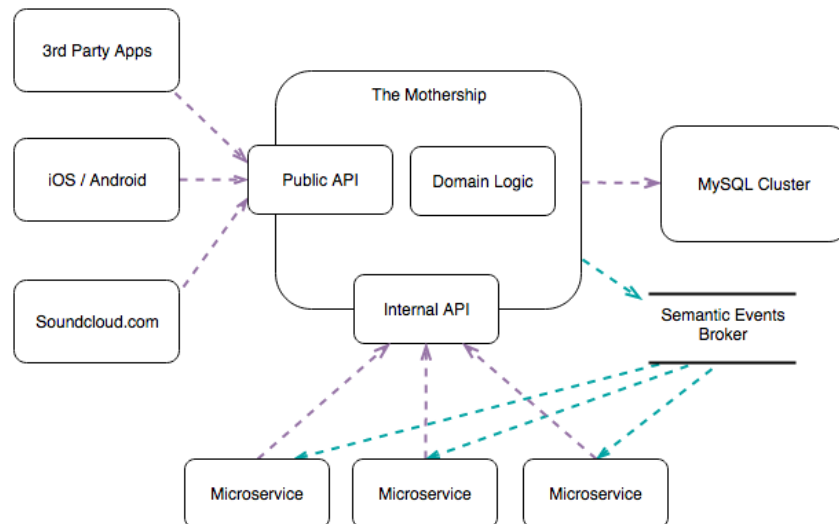 3rd Party Apps
The Mothership
iOS / Android
Public API
Domain Logic
MySQL Cluster
Soundcloud.com
Internal API
Semantic Events
Broker
Microservice
Microservice
Microservice